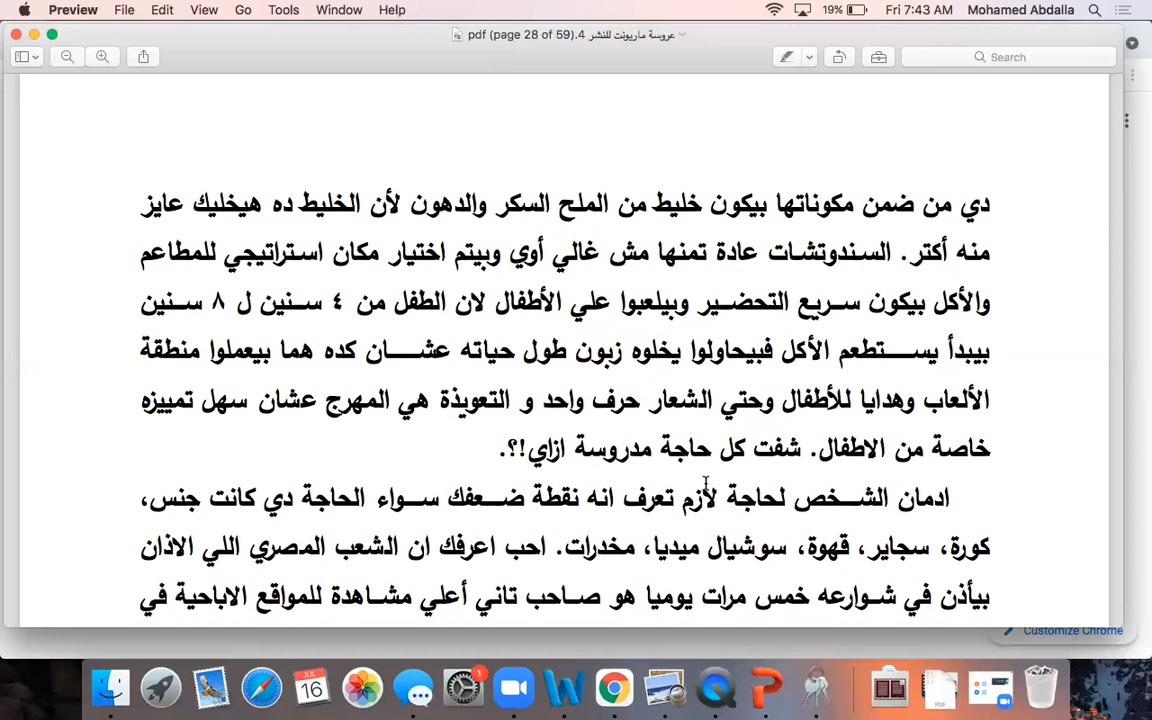 Preview File Edit View Go Tools Window Help 19% Fri 7:43 AM Mohamed Abdalla
عروسة ماريونت للنشر 4.pdf (page 28 of 59)
Search
دي من ضمن مكوناتها بيكون خليط من الملح السكر والدهون لأن الخليط ده هيخليك عايز
منه أكتر. السندوتشات عادة تمنها مش غالي أوي وبيتم اختيار مكان استراتيجي للمطاعم
والأكل بيكون سريع التحضير وبيلعبوا علي الأطفال لان الطفل من ٤ سنين ل ٨ سنين
بيبدأ يستطعم الأكل فبيحاولوا يخلوه زبون طول حياته عشان كده هما بيعملوا منطقة
الألعاب وهدايا للأطفال وحتي الشعار حرف واحد و التعويذة هي المهرج عشان سهل تمييزه
خاصة من الاطفال. شفت كل حاجة مدروسة ازاي!؟.
ادمان الشخص لحاجة لازم تعرف انه نقطة ضعفك سواء الحاجة دي كانت جنس،
كورة، سجاير، قهوة، سوشيال ميديا، مخدرات. احب اعرفك ان الشعب المصري اللي الاذان
بيأذن في شوارعه خمس مرات يوميا هو صاحب تاني أعلي مشاهدة للمواقع الاباحية في
Customize Chrome
JUL
16
1
PDF